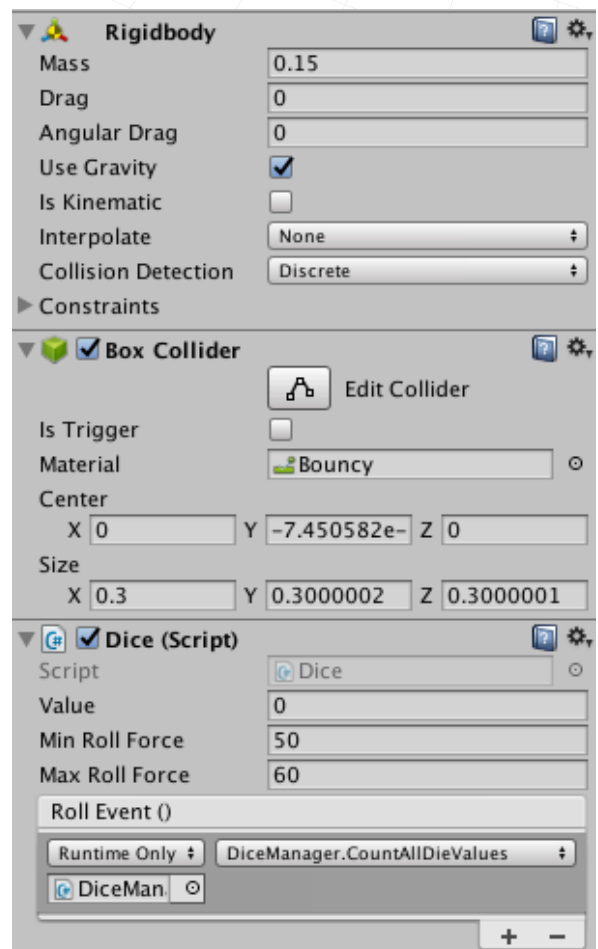 Rigidbody
Mass 0.15
Drag 0
Angular Drag 0
Use Gravity
Is Kinematic
Interpolate None
Collision Detection Discrete
Constraints
Box Collider
Edit Collider
Is Trigger
Material Bouncy
Center
X 0 Y -7.450582e- Z 0
Size
X 0.3 Y 0.3000002 Z 0.3000001
Dice (Script)
Script Dice
Value 0
Min Roll Force 50
Max Roll Force 60
Roll Event ()
Runtime Only DiceManager.CountAllDieValues
DiceMan
+ −